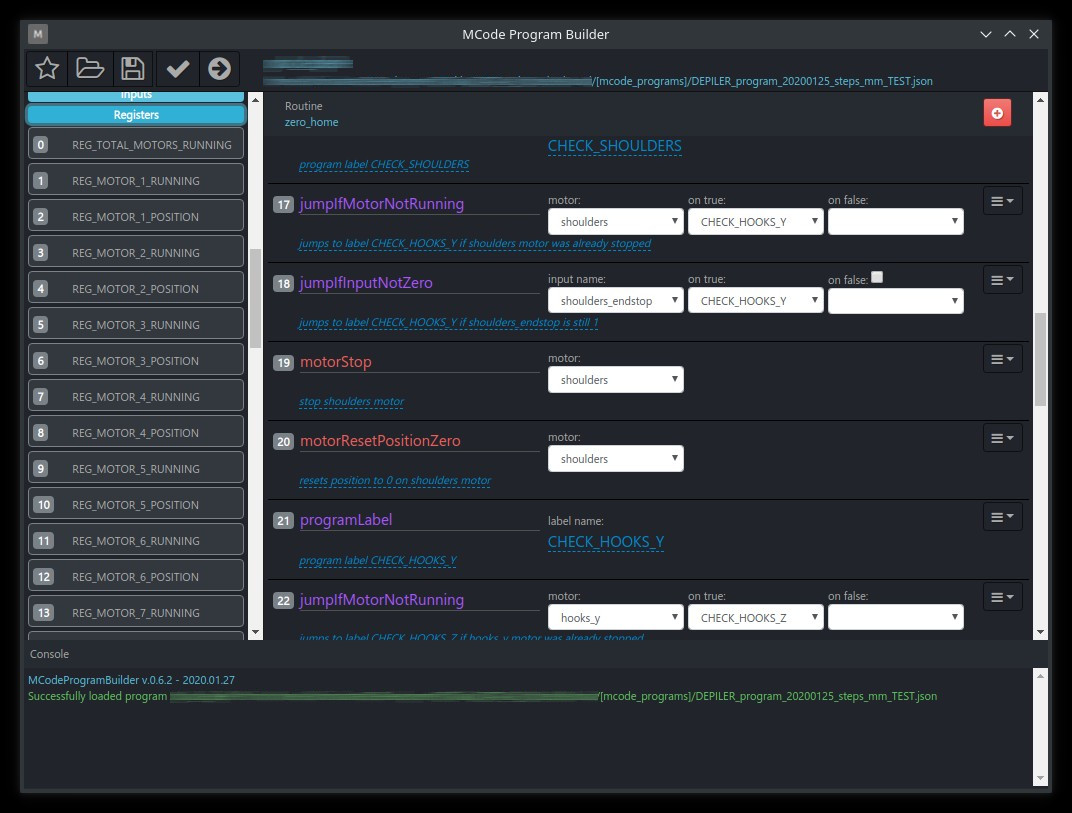 M
MCode Program Builder
/[mcode_programs]/DEPILER_program_20200125_steps_mm_TEST.json
Inputs
Registers
0 REG_TOTAL_MOTORS_RUNNING
1 REG_MOTOR_1_RUNNING
2 REG_MOTOR_1_POSITION
3 REG_MOTOR_2_RUNNING
4 REG_MOTOR_2_POSITION
5 REG_MOTOR_3_RUNNING
6 REG_MOTOR_3_POSITION
7 REG_MOTOR_4_RUNNING
8 REG_MOTOR_4_POSITION
9 REG_MOTOR_5_RUNNING
10 REG_MOTOR_5_POSITION
11 REG_MOTOR_6_RUNNING
12 REG_MOTOR_6_POSITION
13 REG_MOTOR_7_RUNNING
Routine
zero_home
CHECK_SHOULDERS
program label CHECK_SHOULDERS
17 jumpIfMotorNotRunning motor: on true: on false:
shoulders CHECK_HOOKS_Y
jumps to label CHECK_HOOKS_Y if shoulders motor was already stopped
18 jumpIfInputNotZero input name: on true: on false:
shoulders_endstop CHECK_HOOKS_Y
jumps to label CHECK_HOOKS_Y if shoulders_endstop is still 1
19 motorStop motor:
shoulders
stop shoulders motor
20 motorResetPositionZero motor:
shoulders
resets position to 0 on shoulders motor
21 programLabel label name:
CHECK_HOOKS_Y
program label CHECK_HOOKS_Y
22 jumpIfMotorNotRunning motor: on true: on false:
hooks_y CHECK_HOOKS_Z
jumps to label CHECK_HOOKS_Z if hooks_y motor was already stopped
Console
MCodeProgramBuilder v.0.6.2 - 2020.01.27
Successfully loaded program /[mcode_programs]/DEPILER_program_20200125_steps_mm_TEST.json